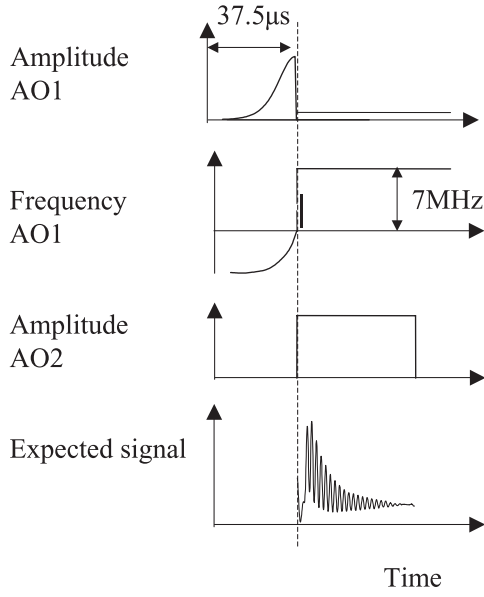 37.5μs
Amplitude
AO1
Frequency
AO1
7MHz
Amplitude
AO2
Expected signal
Time